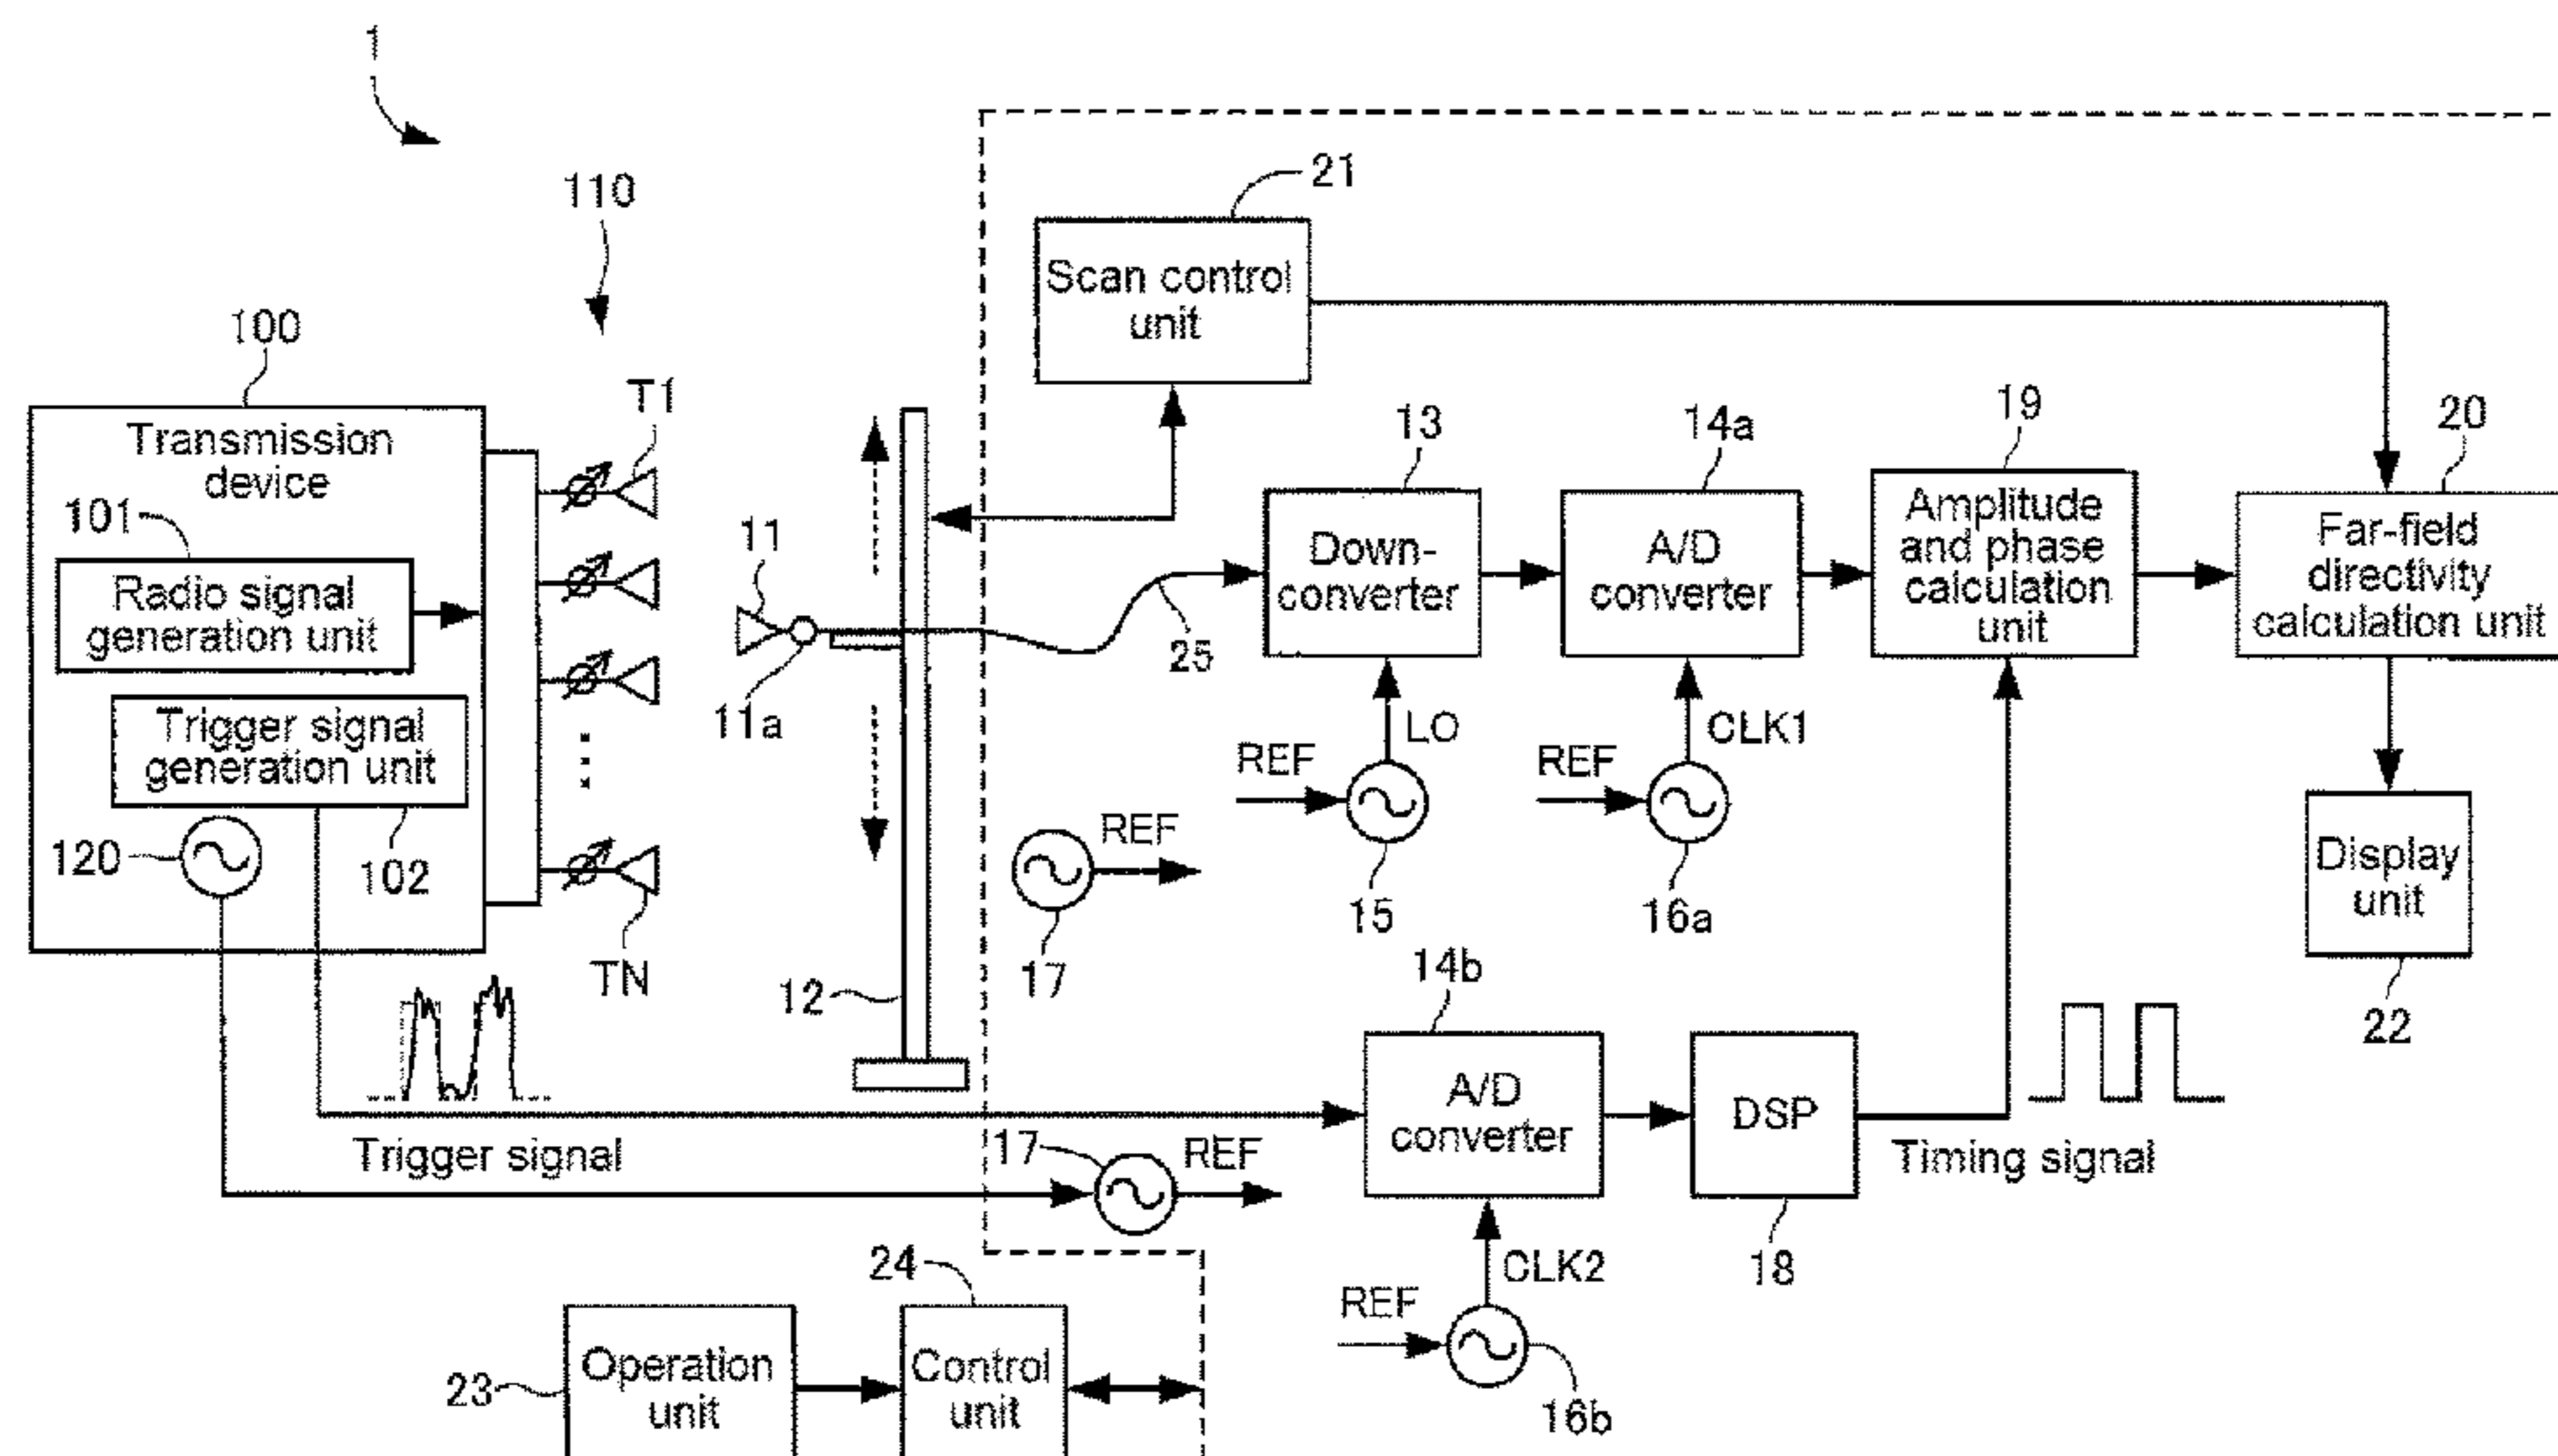 1
110
21
Scan control
unit
100
T1
Transmission
device
101
Radio signal
generation unit
Trigger signal
generation unit
120
102
TN
11
11a
12
25
13
Down-
converter
14a
A/D
converter
19
Amplitude
and phase
calculation
unit
20
Far-field
directivity
calculation unit
REF
LO
15
REF
CLK1
16a
REF
17
Display
unit
22
Trigger signal
17
REF
14b
A/D
converter
DSP
18
Timing signal
REF
CLK2
16b
23
Operation
unit
24
Control
unit